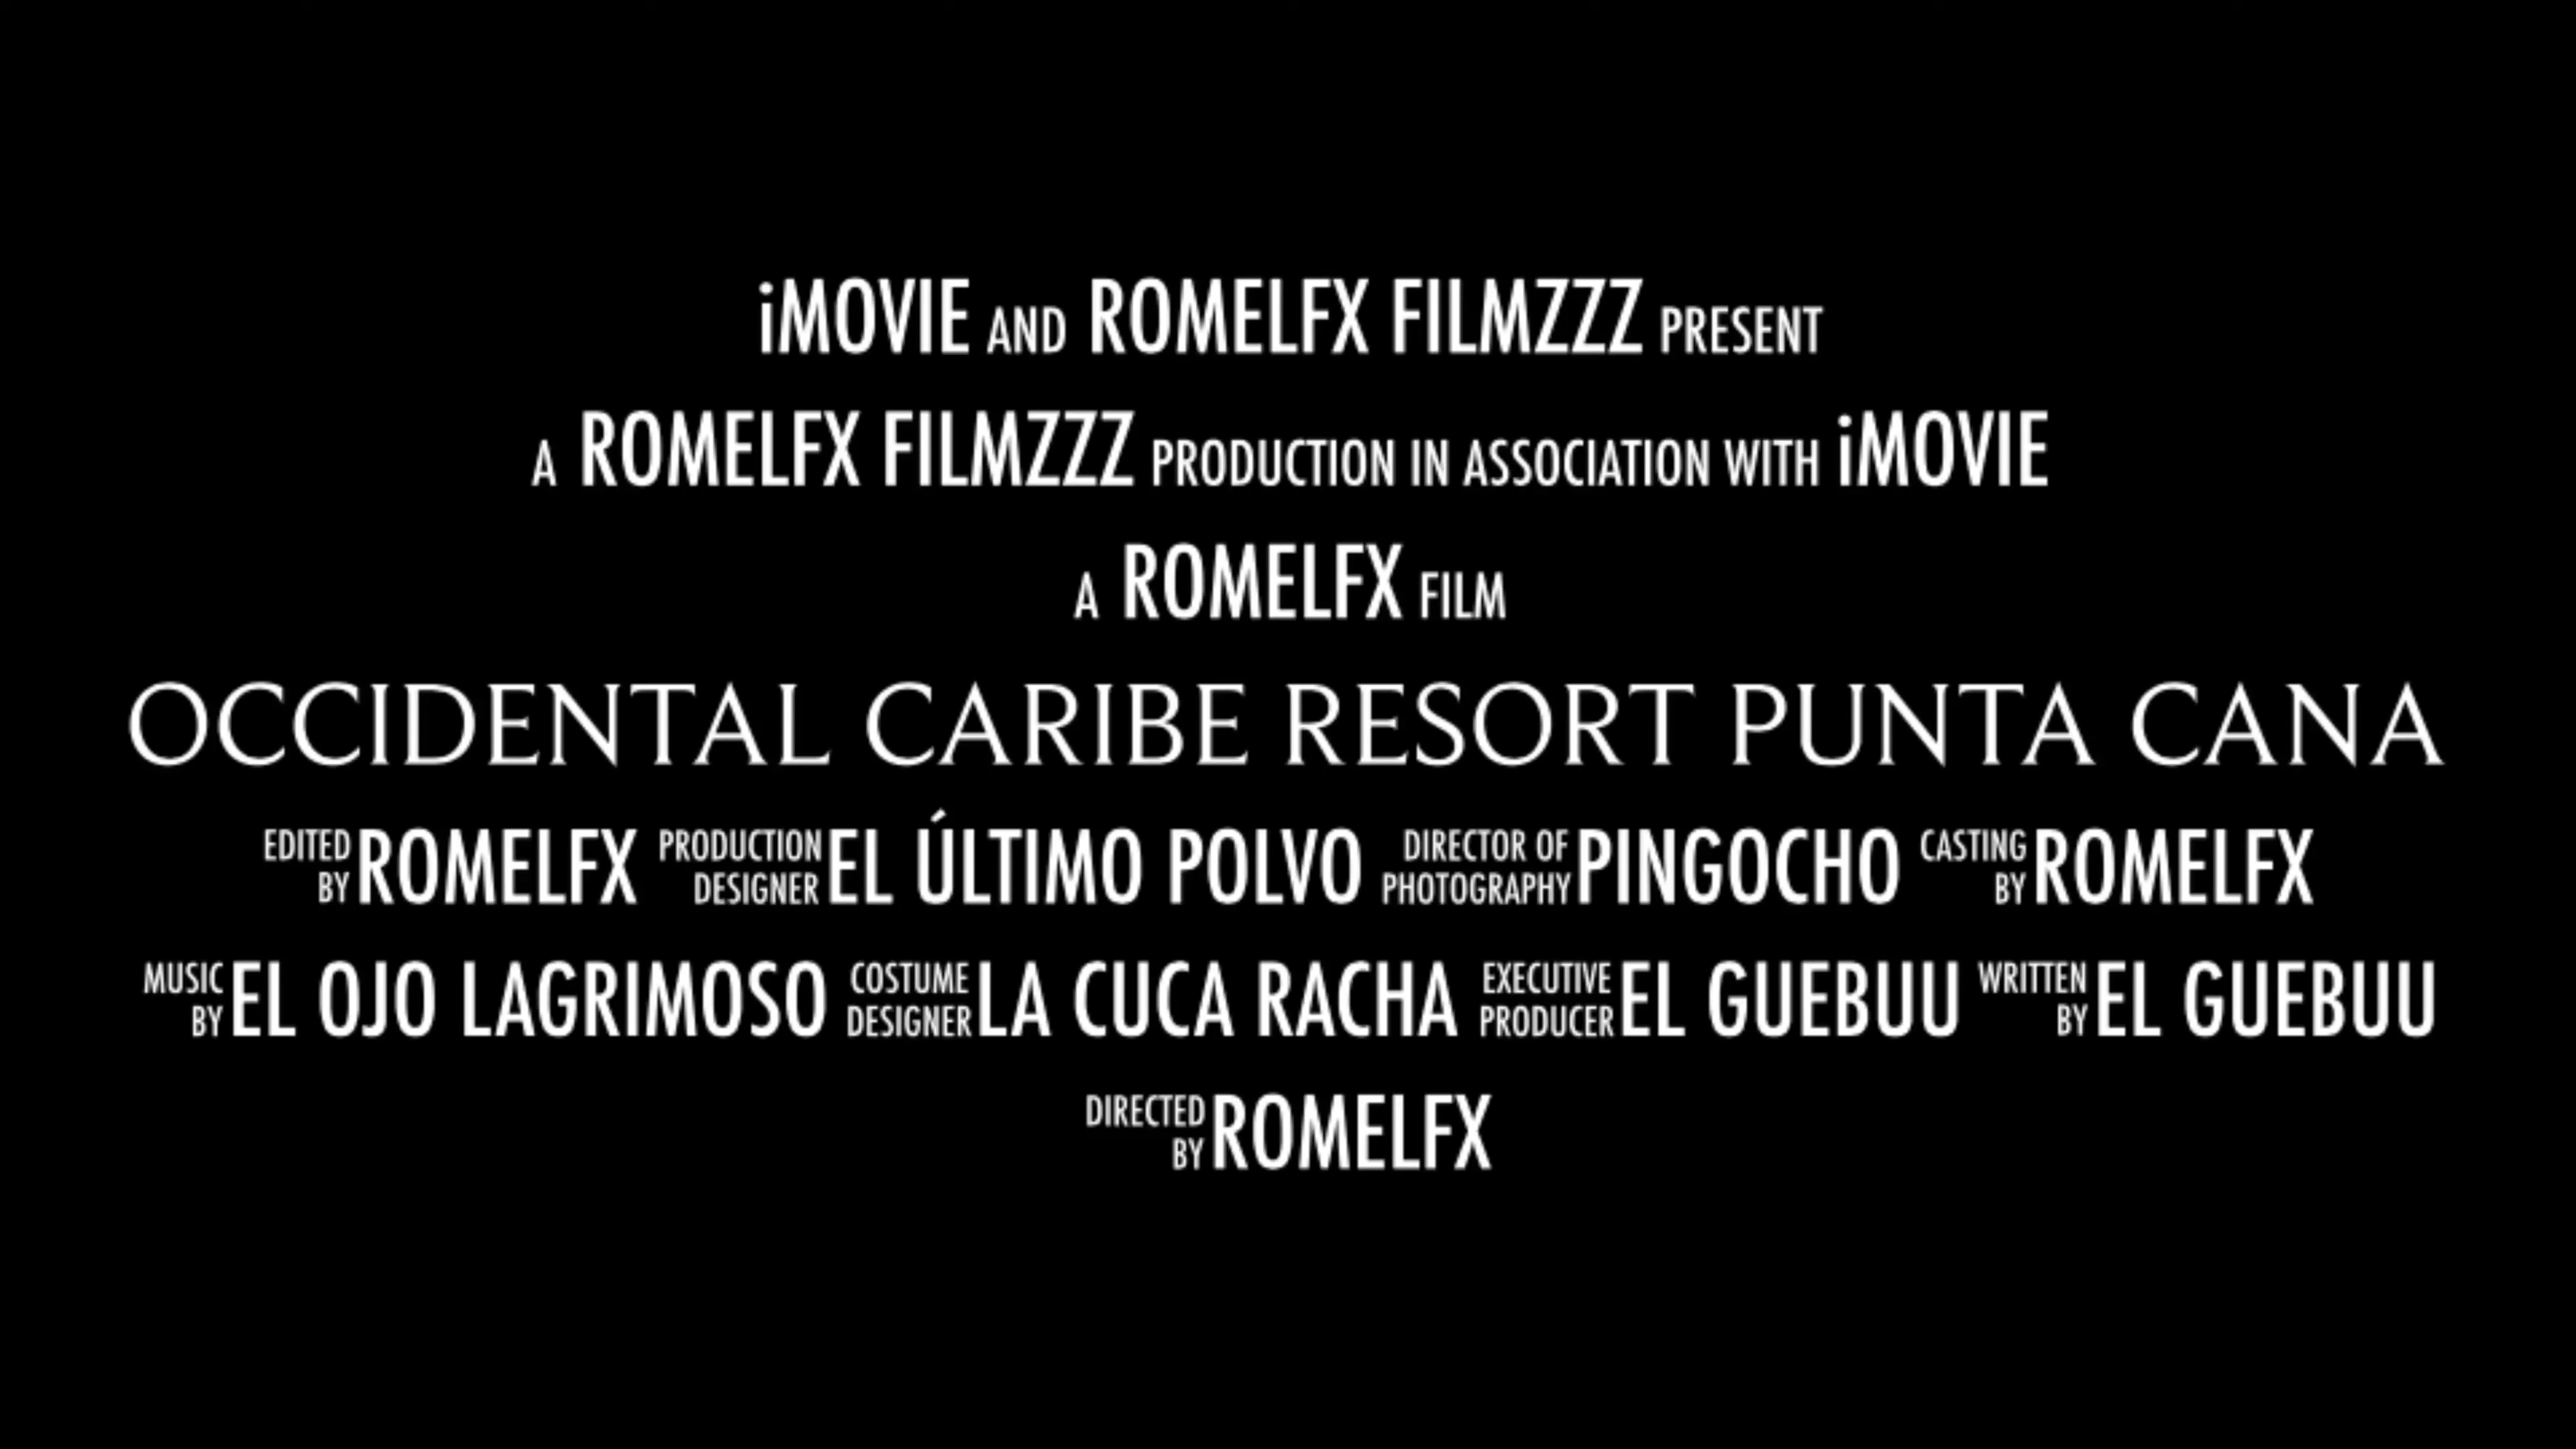 iMOVIE AND ROMELFX FILMZZZ PRESENT
A ROMELFX FILMZZZ PRODUCTION IN ASSOCIATION WITH iMOVIE
A ROMELFX FILM
OCCIDENTAL CARIBE RESORT PUNTA CANA
EDITED BY ROMELFX PRODUCTION DESIGNER EL ÚLTIMO POLVO DIRECTOR OF PHOTOGRAPHY PINGOCHO CASTING BY ROMELFX
MUSIC BY EL OJO LAGRIMOSO COSTUME DESIGNER LA CUCA RACHA EXECUTIVE PRODUCER EL GUEBUU WRITTEN BY EL GUEBUU
DIRECTED BY ROMELFX